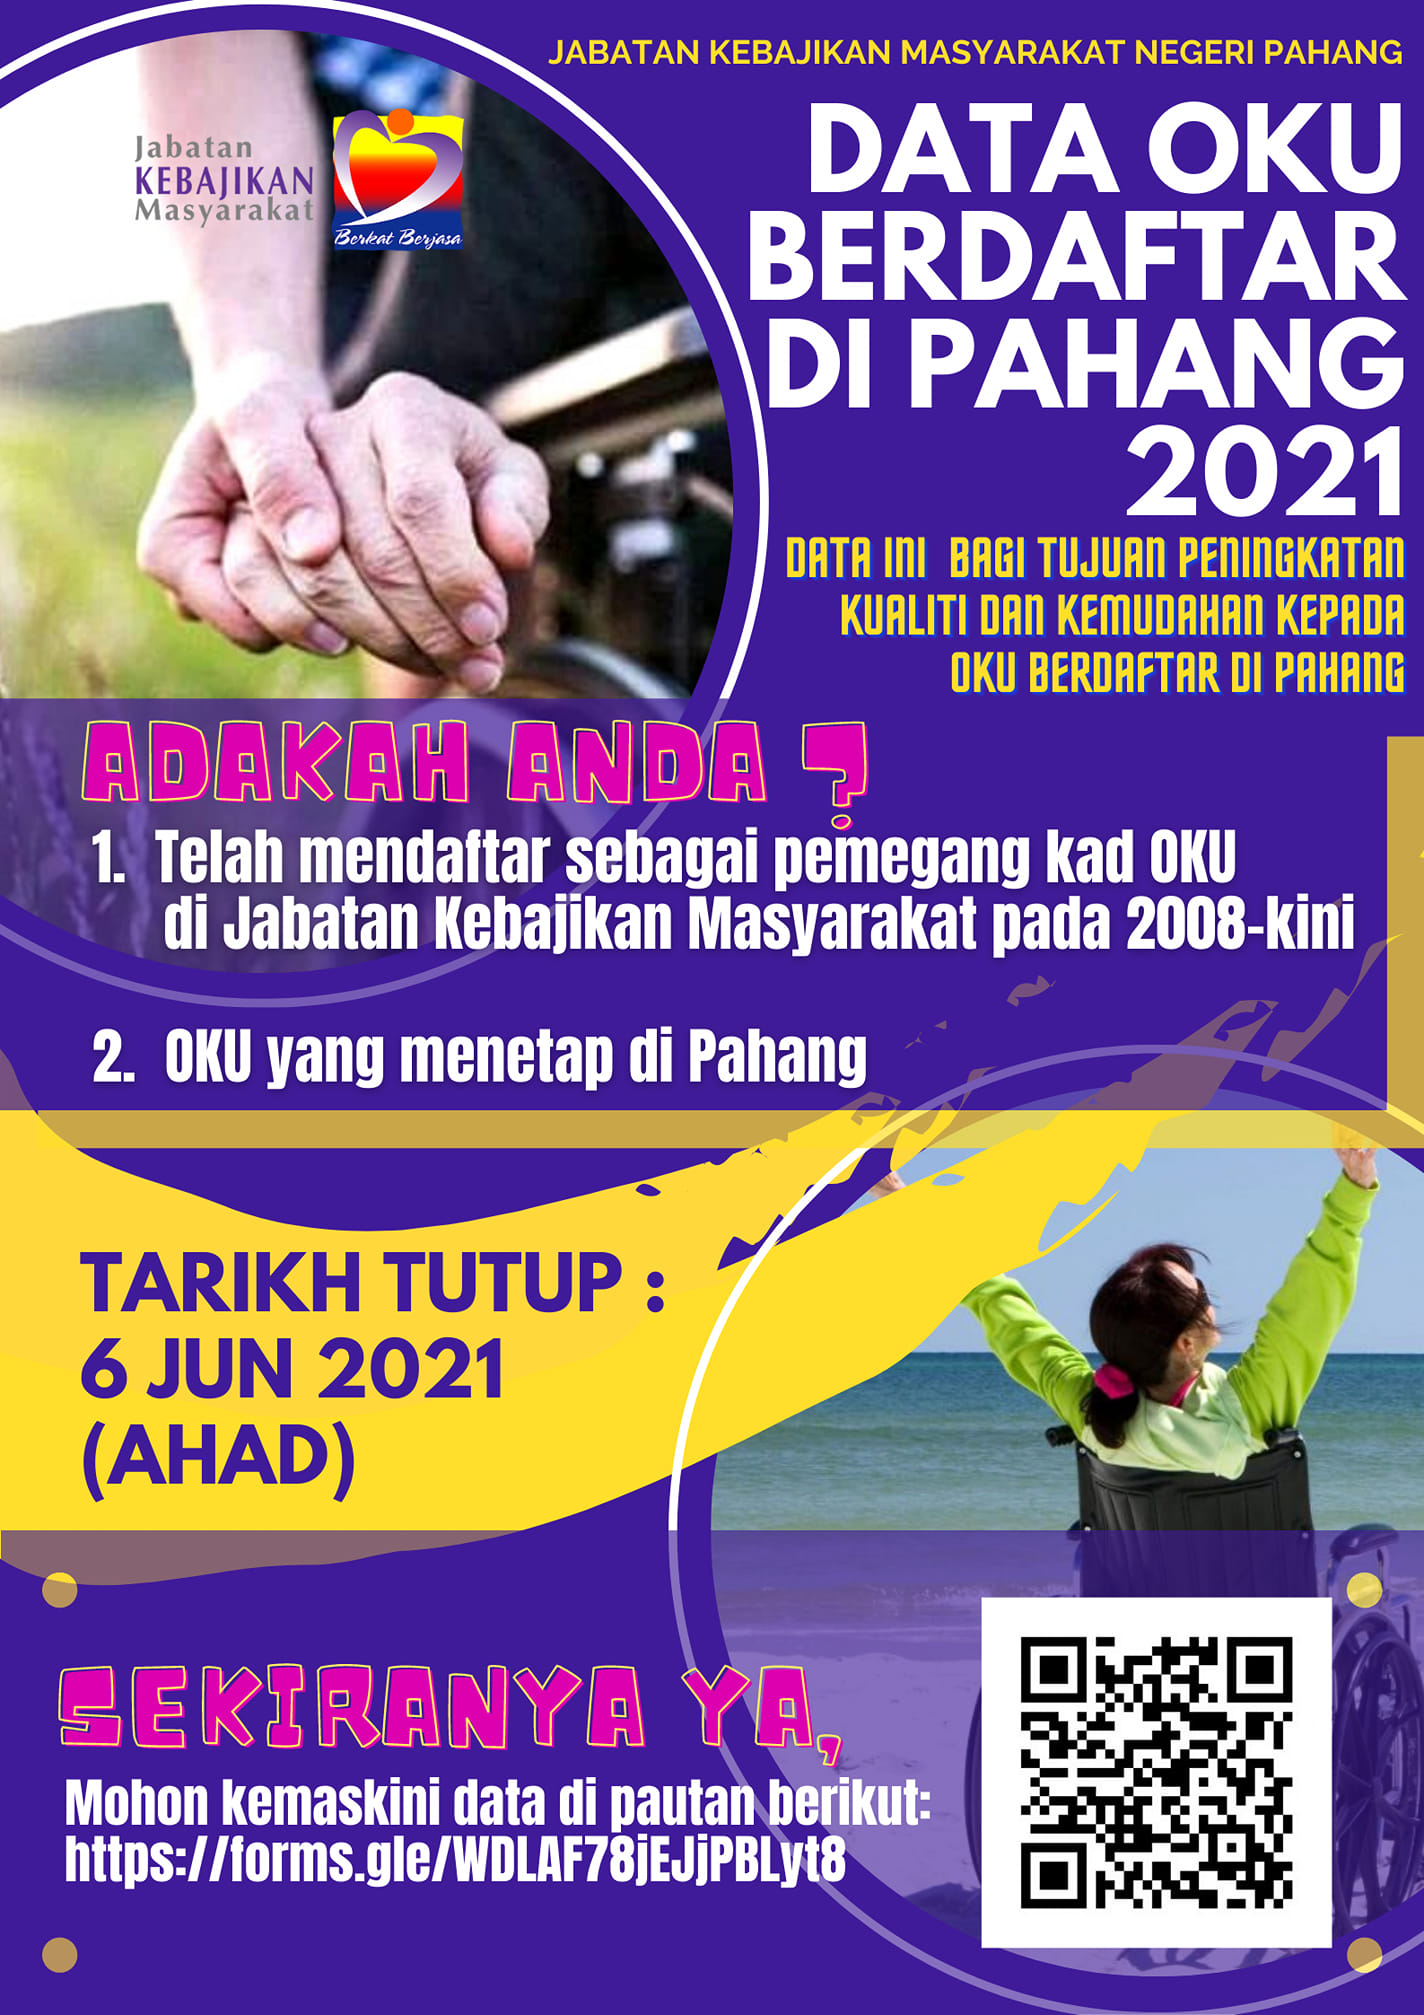 JABATAN KEBAJIKAN MASYARAKAT NEGERI PAHANG
Jabatan
KEBAJIKAN
Masyarakat
Berkat Berjasa
DATA OKU
BERDAFTAR
DI PAHANG
2021
DATA INI BAGI TUJUAN PENINGKATAN
KUALITI DAN KEMUDAHAN KEPADA
OKU BERDAFTAR DI PAHANG
ADAKAH ANDA ?
1. Telah mendaftar sebagai pemegang kad OKU
di Jabatan Kebajikan Masyarakat pada 2008-kini
2. OKU yang menetap di Pahang
TARIKH TUTUP :
6 JUN 2021
(AHAD)
SEKIRANYA YA,
Mohon kemaskini data di pautan berikut:
https://forms.gle/WDLAF78jEJjPBLyt8